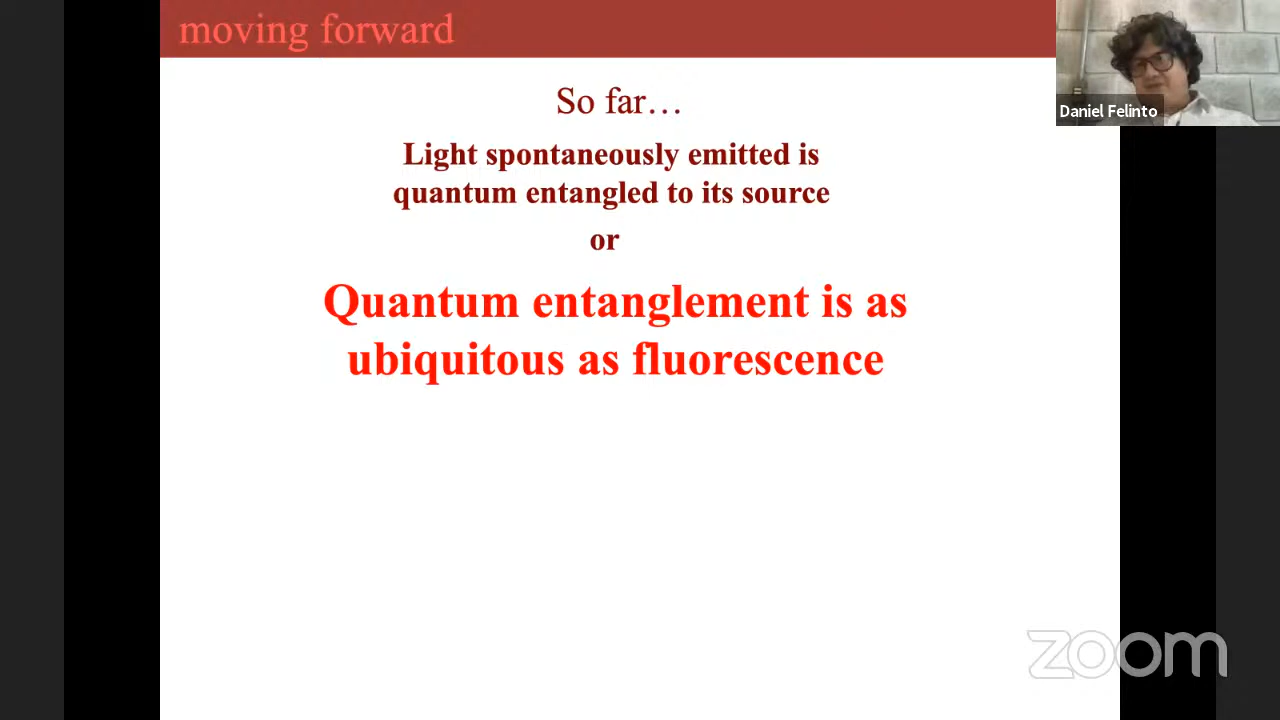 moving forward
Daniel Felinto
So far…
Light spontaneously emitted is
quantum entangled to its source
or
Quantum entanglement is as
ubiquitous as fluorescence
zoom